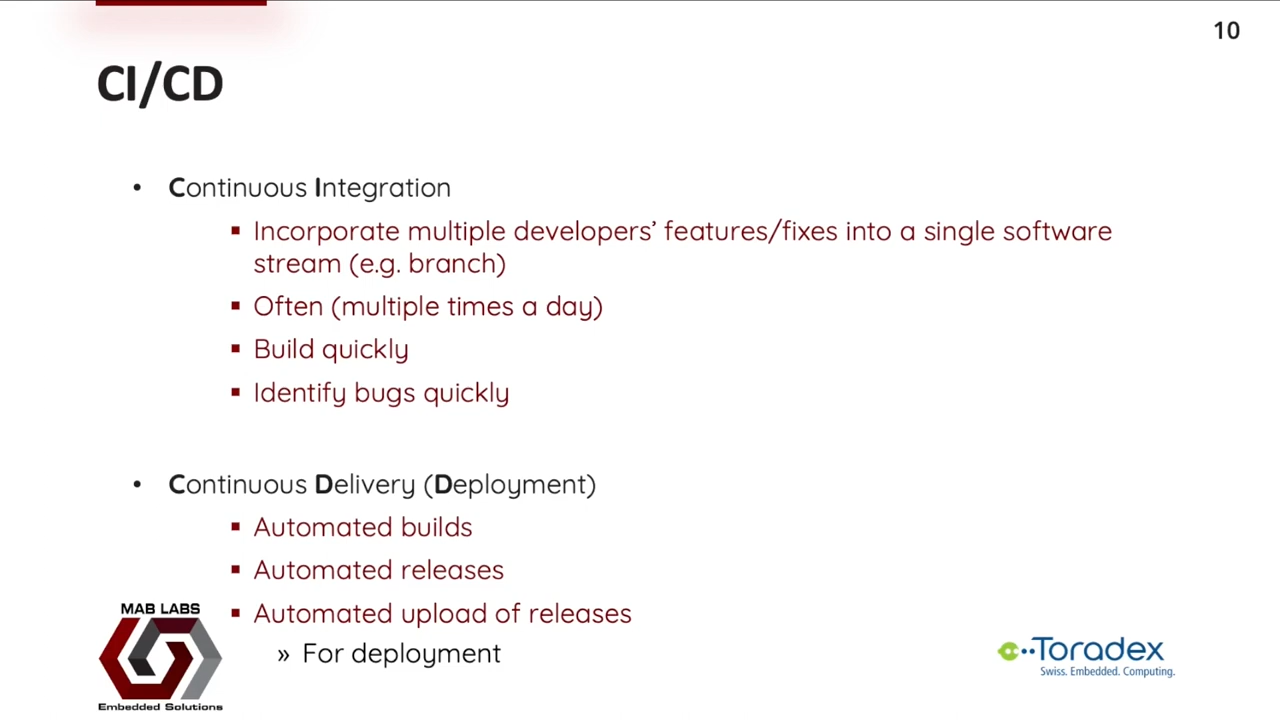 10
CI/CD
• Continuous Integration
▪ Incorporate multiple developers’ features/fixes into a single software
stream (e.g. branch)
▪ Often (multiple times a day)
▪ Build quickly
▪ Identify bugs quickly
• Continuous Delivery (Deployment)
▪ Automated builds
▪ Automated releases
▪ Automated upload of releases
» For deployment
MAB LABS
Embedded Solutions
Toradex
Swiss. Embedded. Computing.